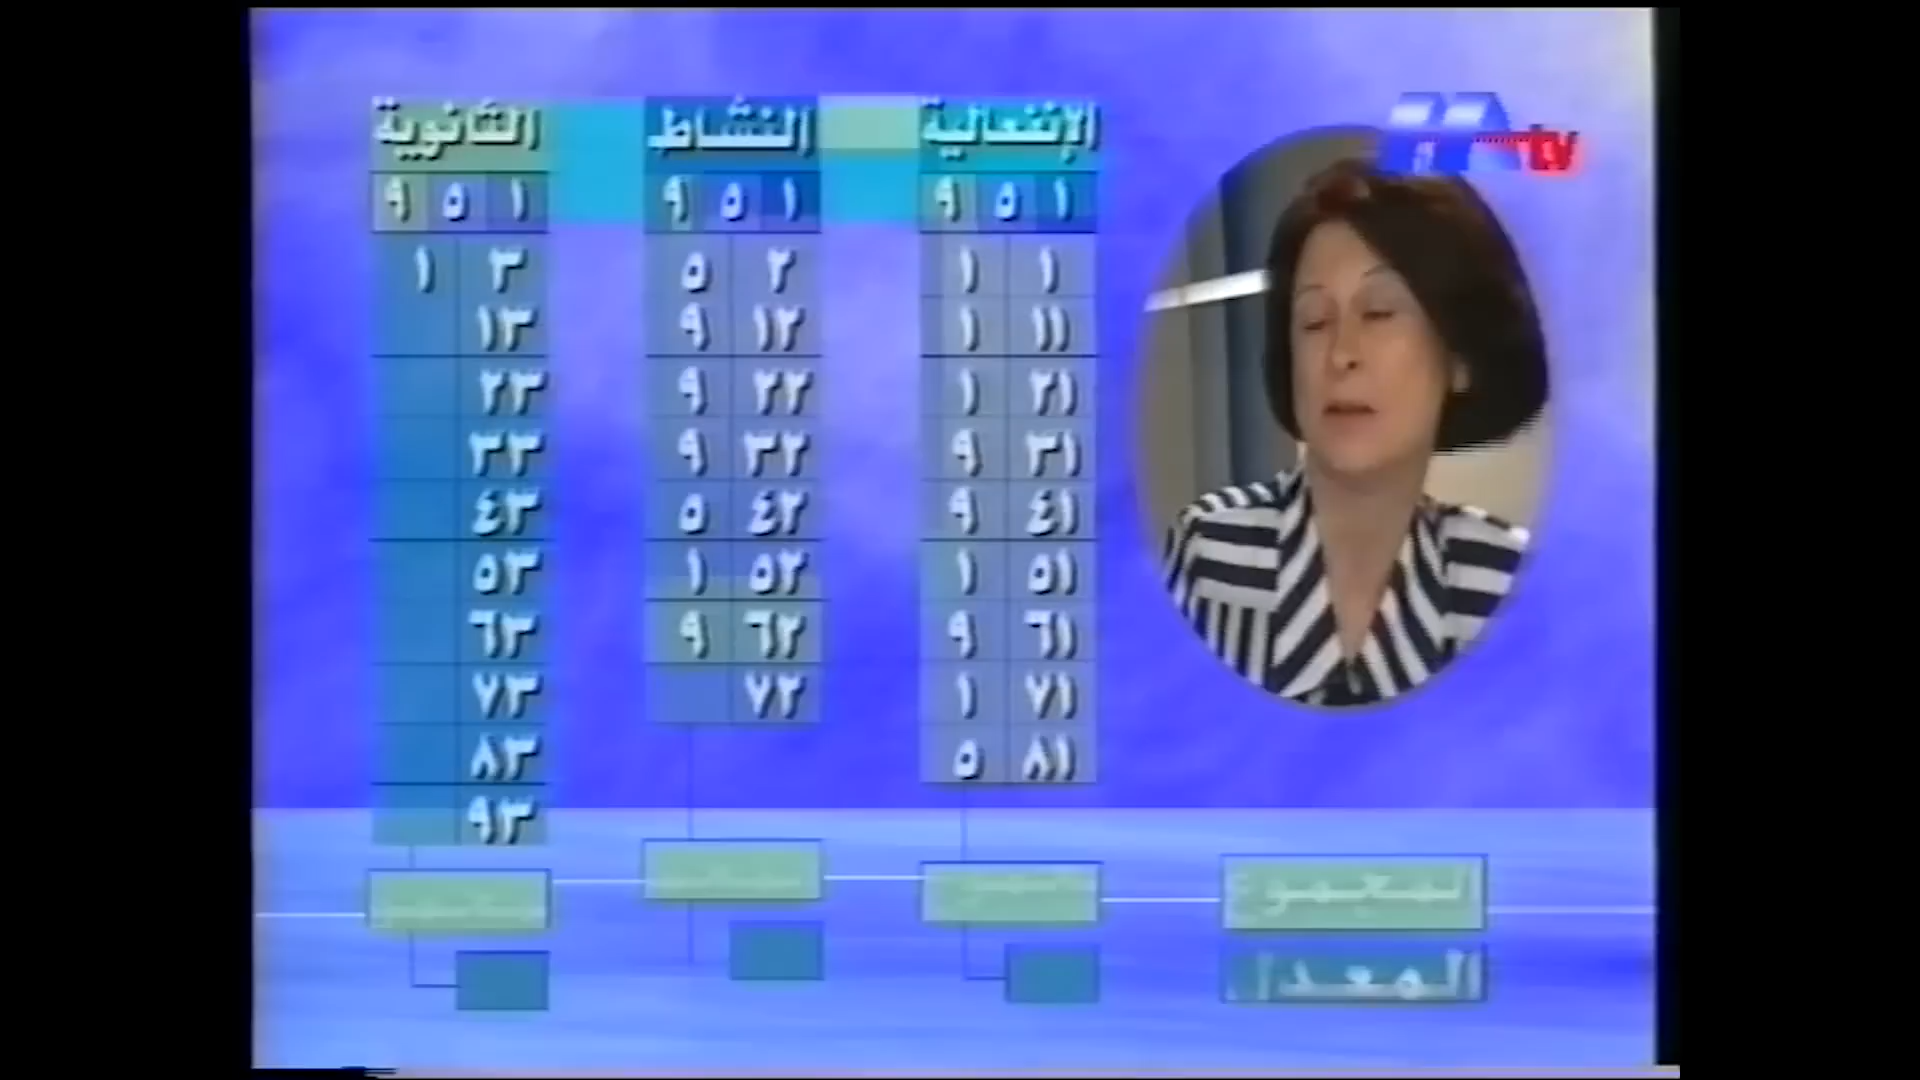 الإنفعالية النشاط الثانوية
١ ٥ ٩ ١ ٥ ٩ ١ ٥ ٩
١ ١ ٢ ٥ ٣ ١
١١ ١ ١٢ ٩ ١٣
٢١ ١ ٢٢ ٩ ٢٣
٣١ ٩ ٣٢ ٩ ٣٣
٤١ ٩ ٤٢ ٥ ٤٣
٥١ ١ ٥٢ ١ ٥٣
٦١ ٩ ٦٢ ٩ ٦٣
٧١ ١ ٧٢ ٧٣
٨١ ٥ ٨٣
٩٣
المجموع
المعدل
tv